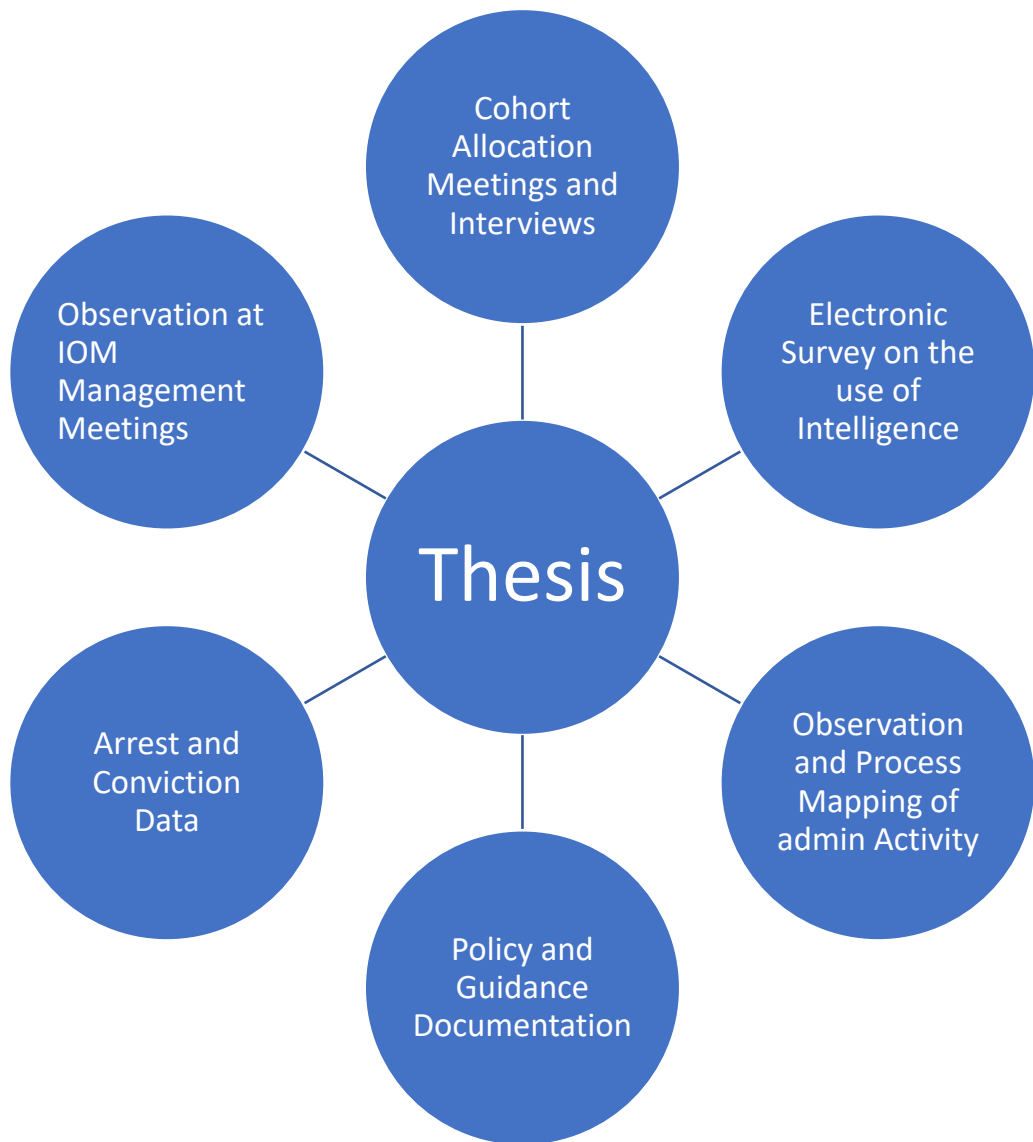 Cohort
Allocation
Meetings and
Interviews
Observation at
IOM
Management
Meetings
Electronic
Survey on the
use of
Intelligence
Thesis
Arrest and
Conviction
Data
Observation
and Process
Mapping of
admin Activity
Policy and
Guidance
Documentation